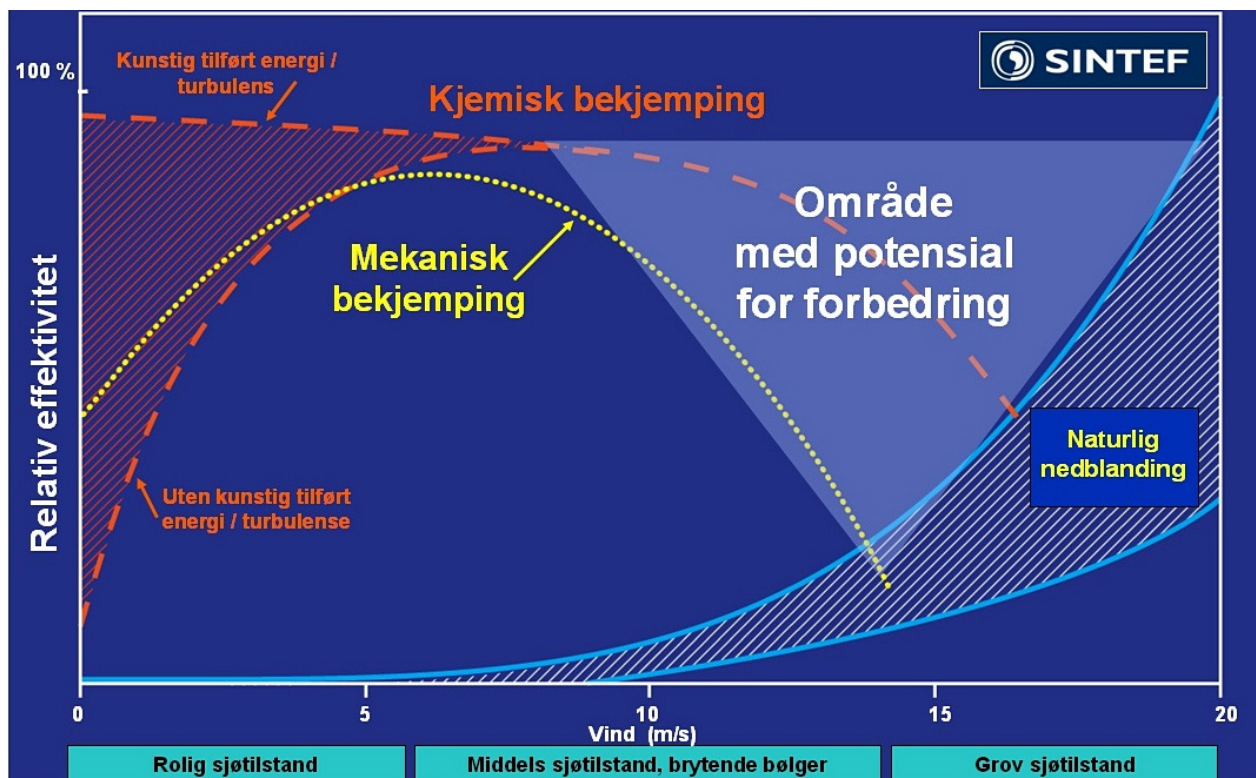 100 %
Kunstig tilført energi /
turbulens
Kjemisk bekjemping
SINTEF
Område
med potensial
for forbedring
Mekanisk
bekjemping
Relativ effektivitet
Uten kunstig tilført
energi / turbulense
Naturlig
nedblanding
0
5
10
15
20
Vind (m/s)
Rolig sjøtilstand
Middels sjøtilstand, brytende bølger
Grov sjøtilstand